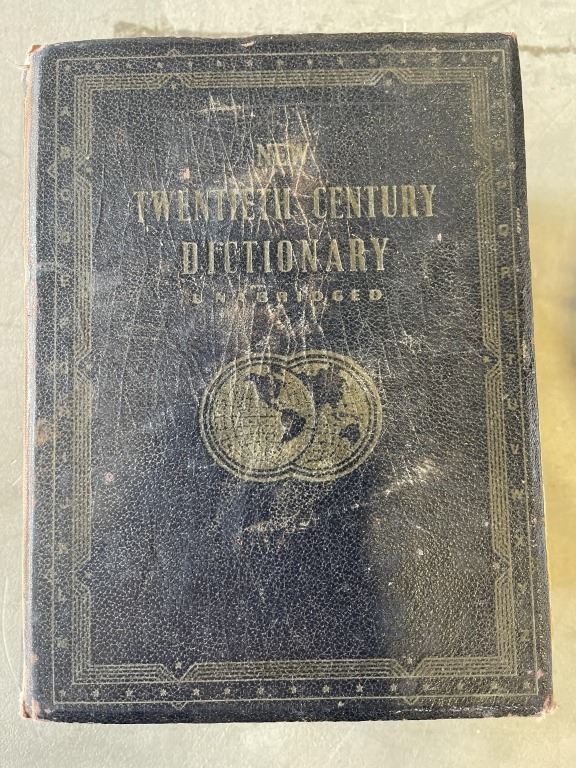 NEW
TWENTIETH CENTURY
DICTIONARY
UNABRIDGED